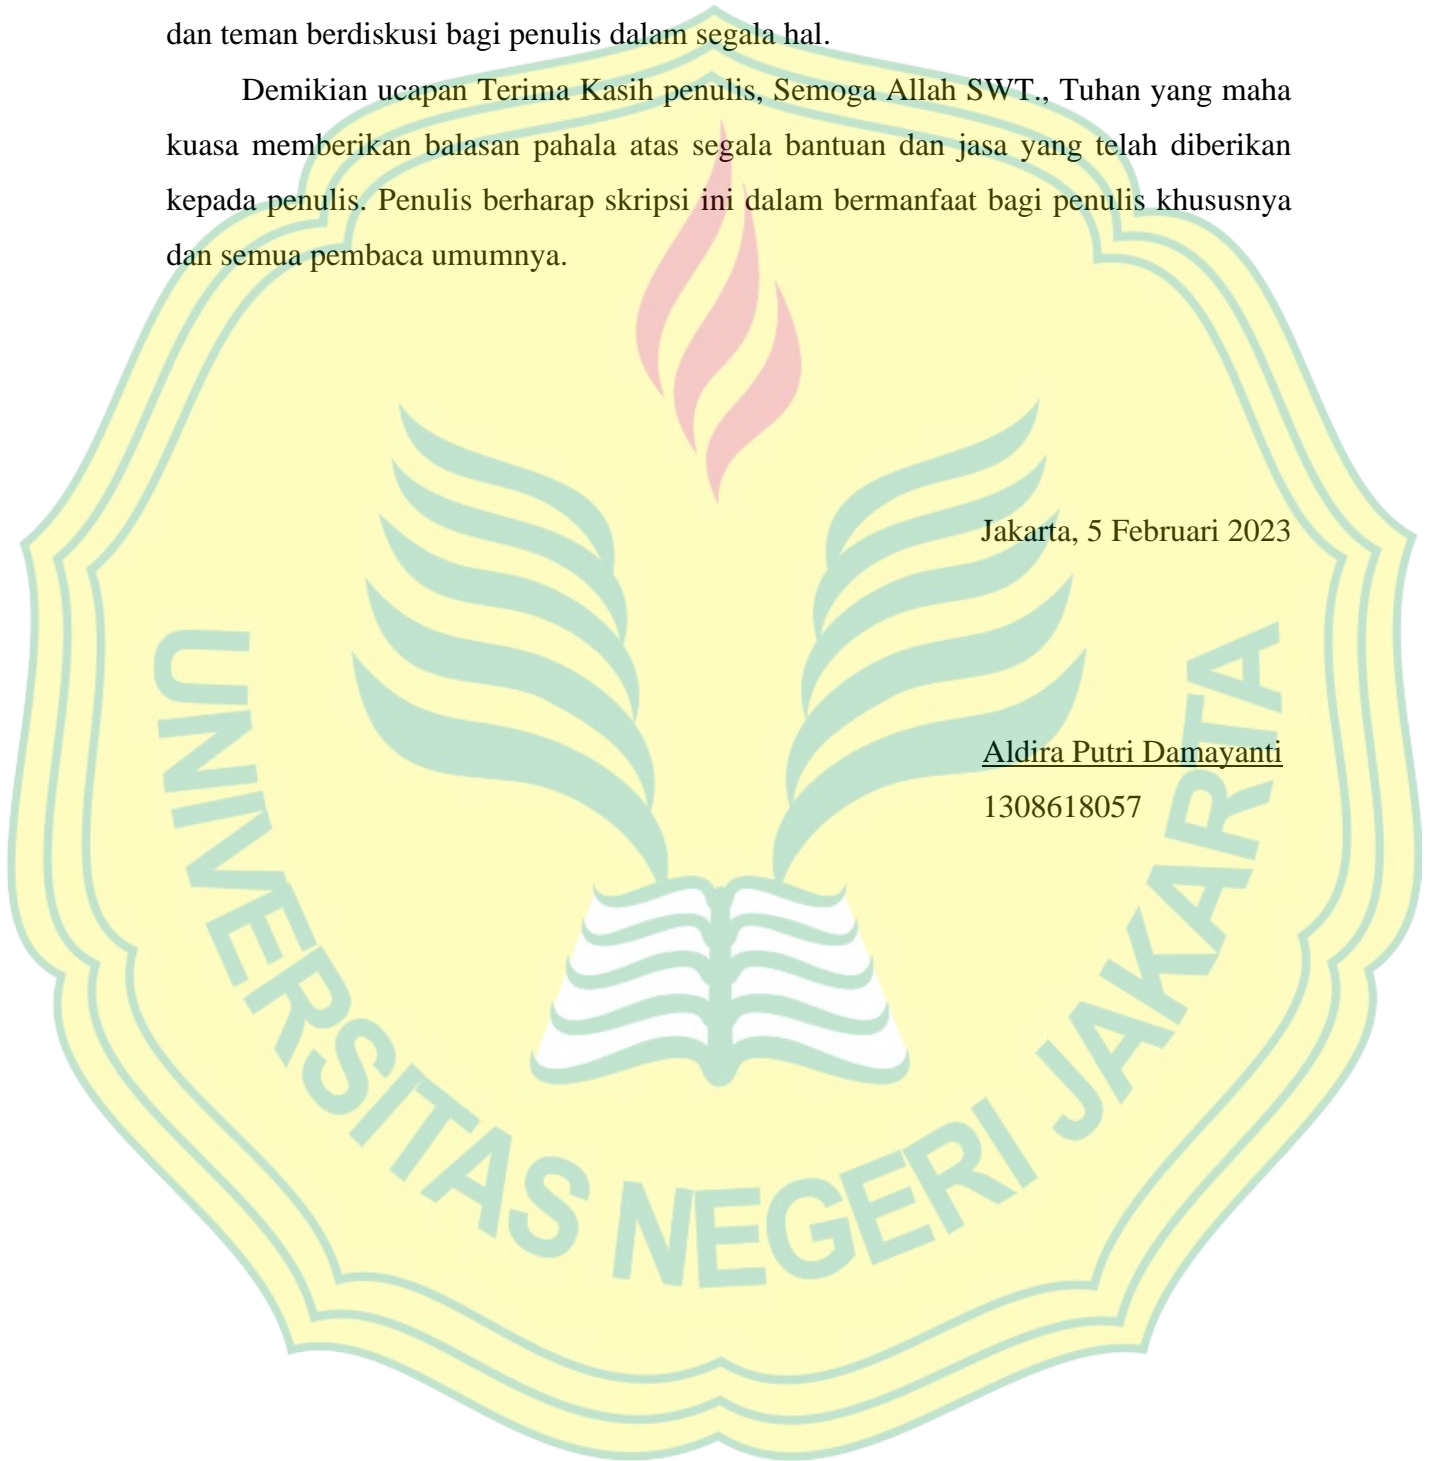 dan teman berdiskusi bagi penulis dalam segala hal.
Demikian ucapan Terima Kasih penulis, Semoga Allah SWT., Tuhan yang maha
kuasa memberikan balasan pahala atas segala bantuan dan jasa yang telah diberikan
kepada penulis. Penulis berharap skripsi ini dalam bermanfaat bagi penulis khususnya
dan semua pembaca umumnya.
Jakarta, 5 Februari 2023
Aldira Putri Damayanti
1308618057
UNIVERSITAS NEGERI JAKARTA